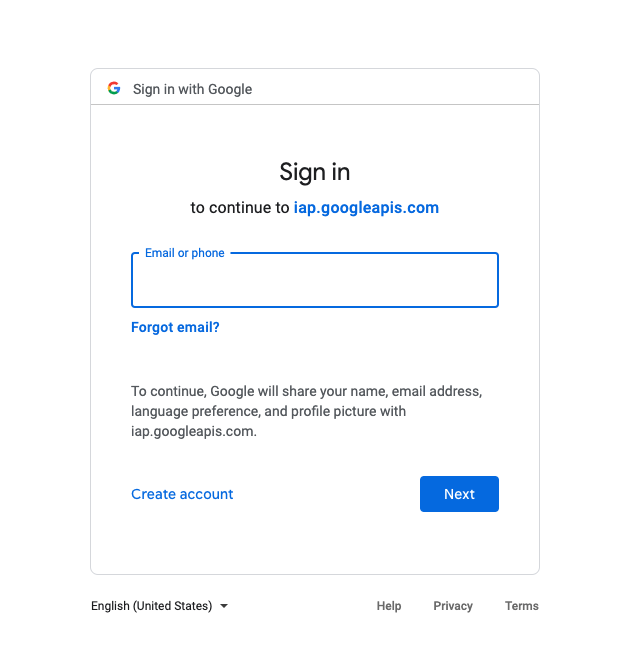 Sign in with Google
Sign in
to continue to iap.googleapis.com
Email or phone
Forgot email?
To continue, Google will share your name, email address,
language preference, and profile picture with
iap.googleapis.com.
Create account
Next
English (United States)
Help
Privacy
Terms